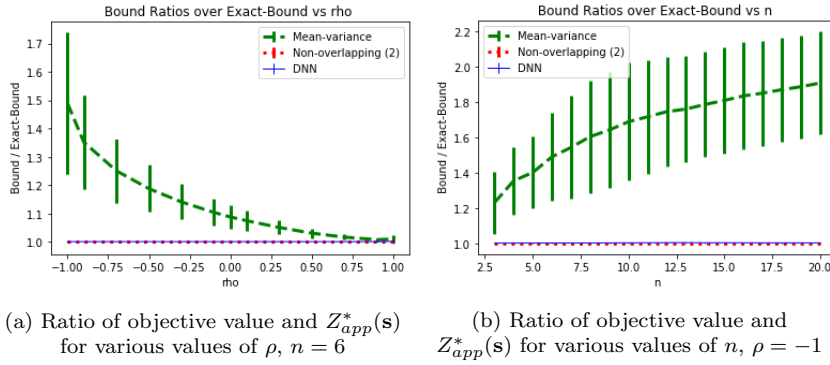 Bound Ratios over Exact-Bound vs rho
Bound / Exact-Bound
1.7
1.6
1.5
1.4
1.3
1.2
1.1
1.0
Mean-variance
Non-overlapping (2)
DNN
−1.00 −0.75 −0.50 −0.25 0.00 0.25 0.50 0.75 1.00
rho
(a) Ratio of objective value and Z*app(s)
for various values of ρ, n = 6
Bound Ratios over Exact-Bound vs n
Bound / Exact-Bound
2.2
2.0
1.8
1.6
1.4
1.2
1.0
Mean-variance
Non-overlapping (2)
DNN
2.5 5.0 7.5 10.0 12.5 15.0 17.5 20.0
n
(b) Ratio of objective value and
Z*app(s) for various values of n, ρ = −1